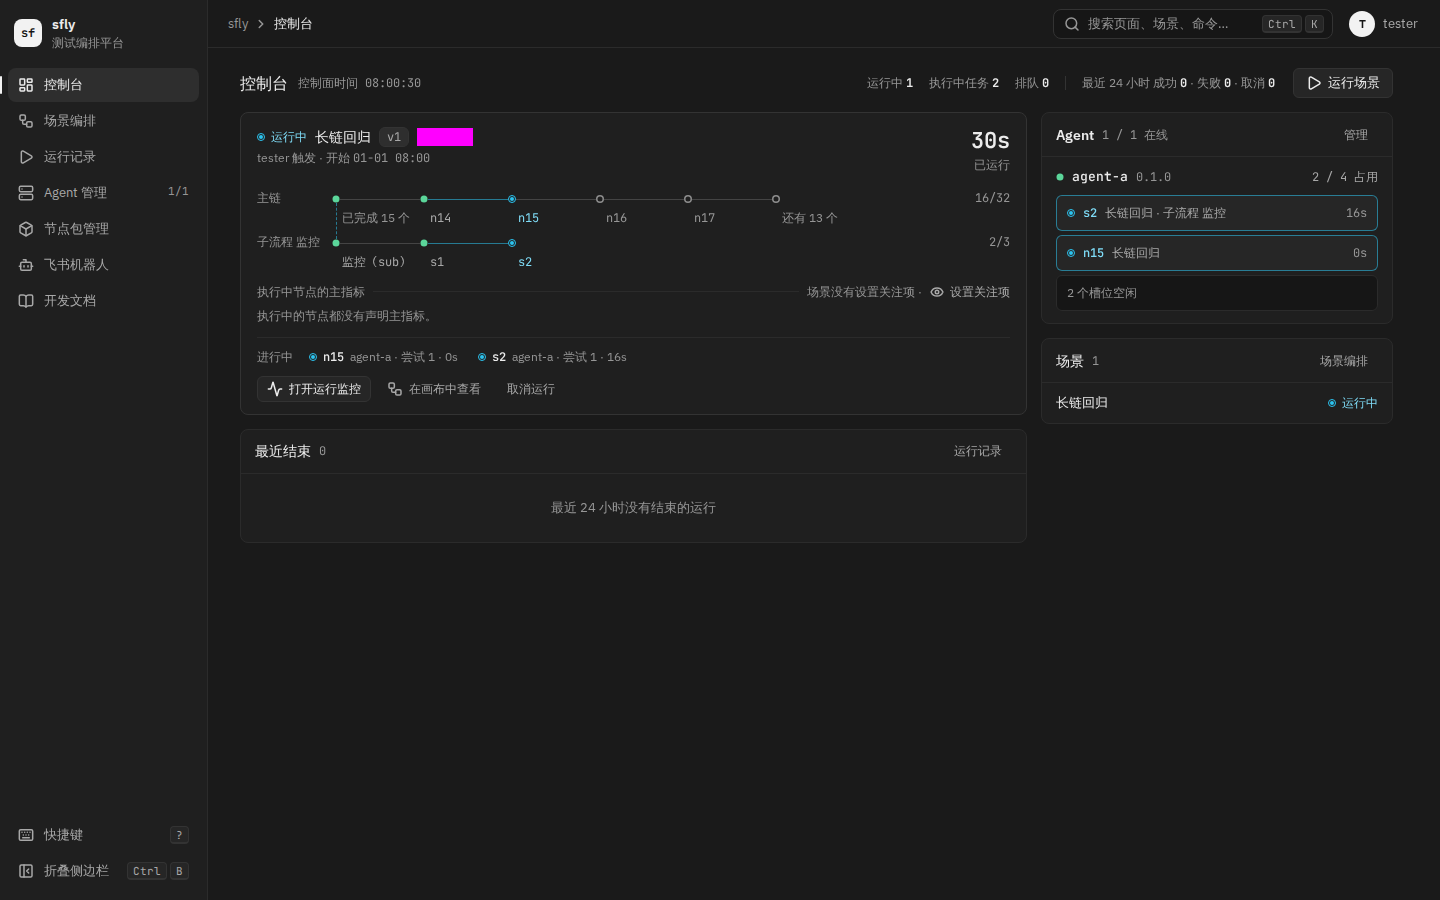 sf
sfly
测试编排平台
控制台
场景编排
运行记录
Agent 管理 1/1
节点包管理
飞书机器人
开发文档
快捷键 ?
折叠侧边栏 Ctrl B
sfly > 控制台
搜索页面、场景、命令... Ctrl K
T tester
控制台 控制面时间 08:00:30
运行中 1 执行中任务 2 排队 0 最近 24 小时 成功 0 · 失败 0 · 取消 0 运行场景
运行中 长链回归 v1
30s
tester 触发 · 开始 01-01 08:00
已运行
主链 16/32
已完成 15 个 n14 n15 n16 n17 还有 13 个
子流程 监控 2/3
监控 (sub) s1 s2
执行中节点的主指标 场景没有设置关注项 · 设置关注项
执行中的节点都没有声明主指标。
进行中 n15 agent-a · 尝试 1 · 0s s2 agent-a · 尝试 1 · 16s
打开运行监控 在画布中查看 取消运行
最近结束 0 运行记录
最近 24 小时没有结束的运行
Agent 1 / 1 在线 管理
agent-a 0.1.0 2 / 4 占用
s2 长链回归 · 子流程 监控 16s
n15 长链回归 0s
2 个槽位空闲
场景 1 场景编排
长链回归 运行中